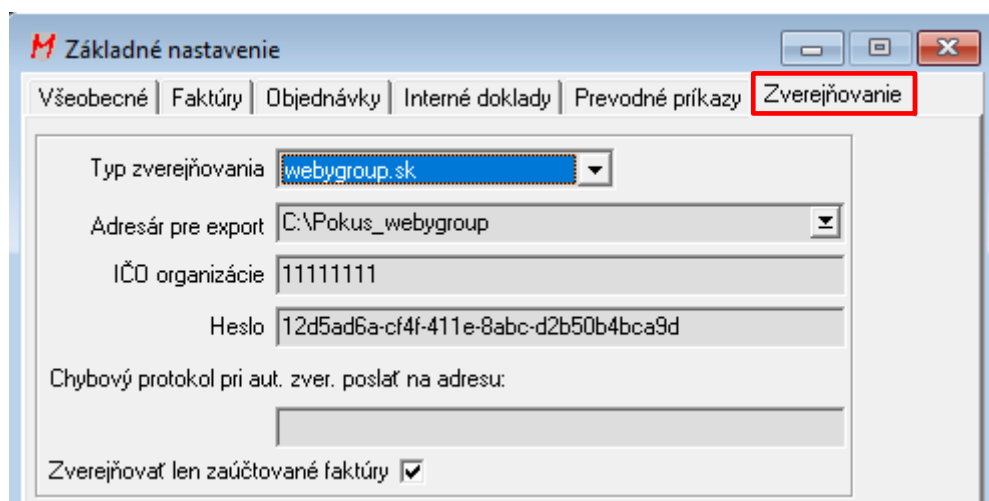 Základné nastavenie
Všeobecné Faktúry Objednávky Interné doklady Prevodné príkazy Zverejňovanie
Typ zverejňovania webygroup.sk
Adresár pre export C:\Pokus_webygroup
IČO organizácie 11111111
Heslo 12d5ad6a-cf4f-411e-8abc-d2b50b4bca9d
Chybový protokol pri aut. zver. poslať na adresu:
Zverejňovať len zaúčtované faktúry